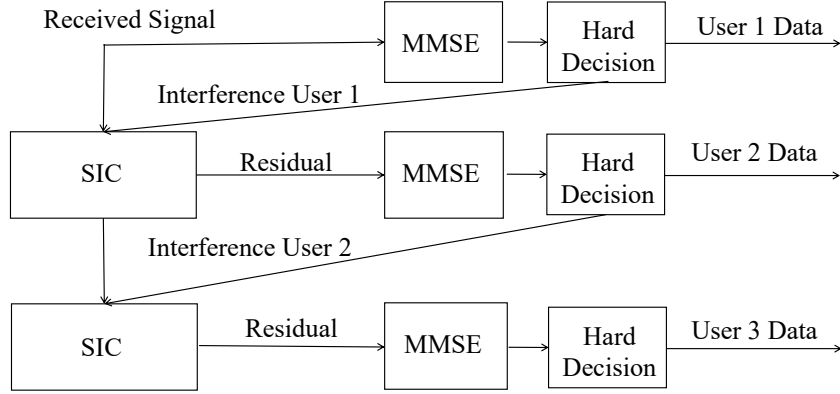 Received Signal
MMSE
Hard
Decision
User 1 Data
Interference User 1
SIC
Residual
MMSE
Hard
Decision
User 2 Data
Interference User 2
SIC
Residual
MMSE
Hard
Decision
User 3 Data